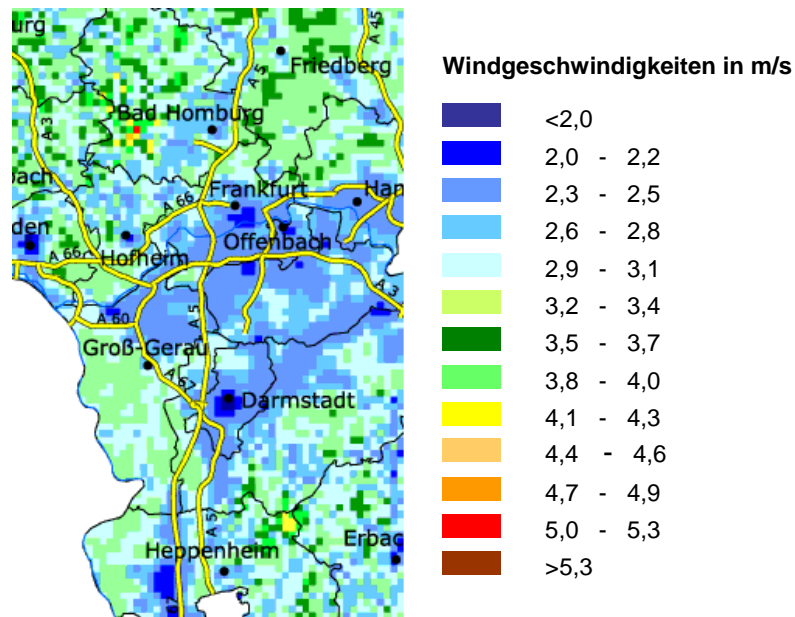 urg
A 45
Friedberg
A 5
Bad Homburg
A 3
bach
Frankfurt
Han
A 66
den
Offenbach
A 66
Hofheim
A 3
A 60
A 5
Groß-Gerau
A 67
Darmstadt
A 5
Erbac
Heppenheim
67
Windgeschwindigkeiten in m/s
<2,0
2,0 - 2,2
2,3 - 2,5
2,6 - 2,8
2,9 - 3,1
3,2 - 3,4
3,5 - 3,7
3,8 - 4,0
4,1 - 4,3
4,4 - 4,6
4,7 - 4,9
5,0 - 5,3
>5,3